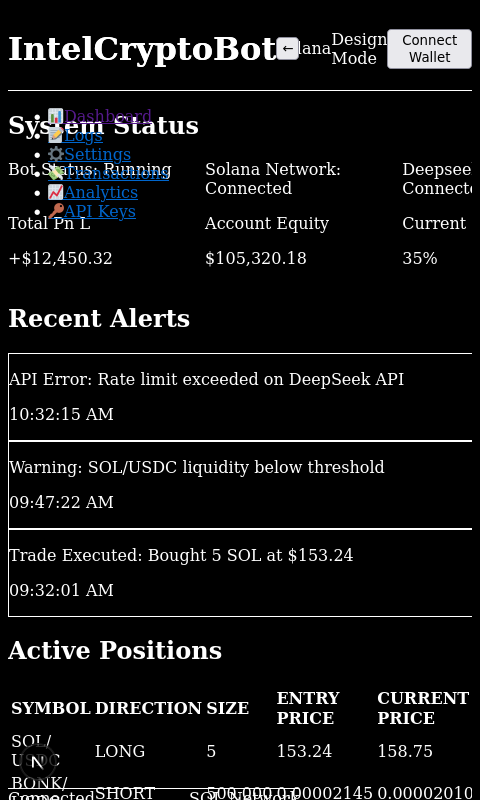 IntelCryptoBot
←
lana
Design
Mode
Connect
Wallet
System Status
📊Dashboard
📝Logs
⚙️Settings
💸Transactions
📈Analytics
🔑API Keys
Bot Status: Running
Solana Network:
Connected
Deepsee
Connect
Total Pn L
Account Equity
Current
+$12,450.32
$105,320.18
35%
Recent Alerts
API Error: Rate limit exceeded on DeepSeek API
10:32:15 AM
Warning: SOL/USDC liquidity below threshold
09:47:22 AM
Trade Executed: Bought 5 SOL at $153.24
09:32:01 AM
Active Positions
SYMBOL DIRECTION SIZE ENTRY PRICE CURRENT PRICE
SOL/
USDC
LONG 5 153.24 158.75
N
BONK/
SHORT 500,000 0.00002145 0.00002010
Connected SOL Network